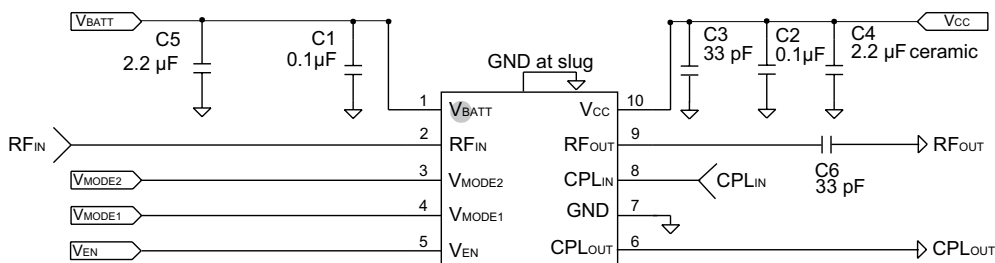 VBATT
C5
2.2 µF
C1
0.1µF
GND at slug
C3
33 pF
C2
0.1µF
C4
2.2 µF ceramic
VCC
1
VBATT
VCC
10
RFIN
2
RFIN
RFOUT
9
C6
33 pF
RFOUT
VMODE2
3
VMODE2
CPLIN
8
CPLIN
VMODE1
4
VMODE1
GND
7
VEN
5
VEN
CPLOUT
6
CPLOUT